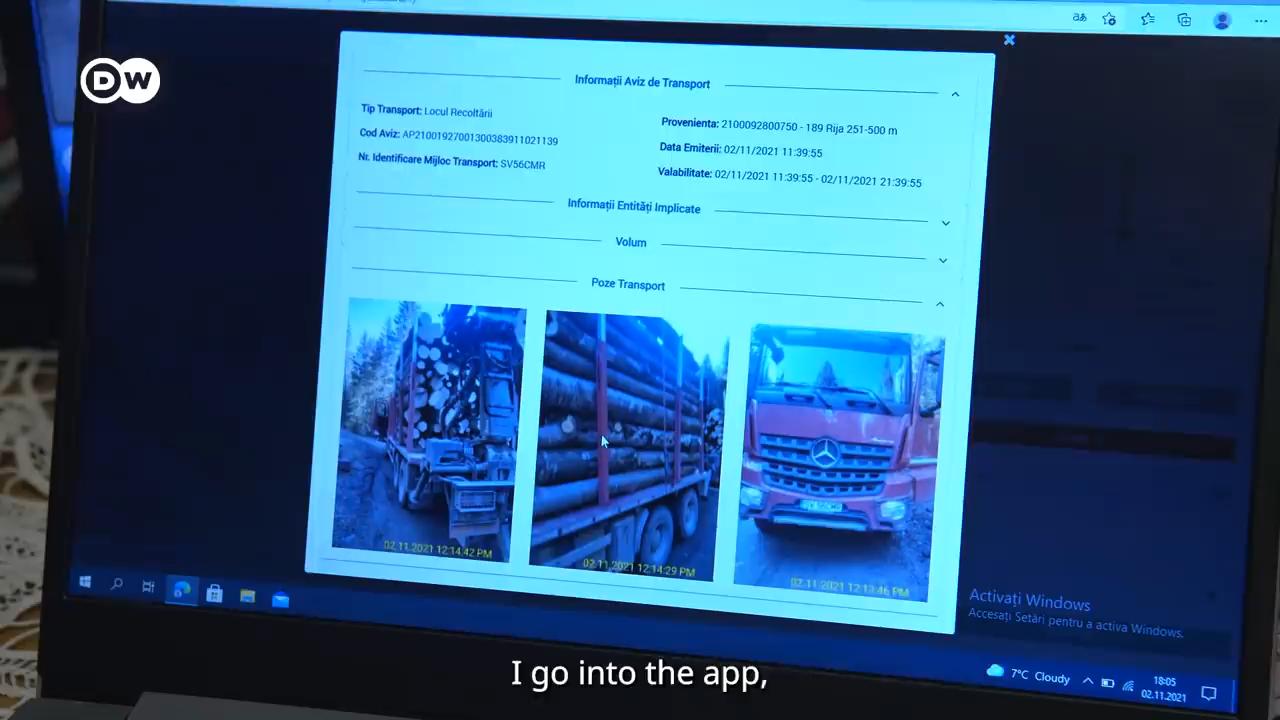 DW
Informații Aviz de Transport
Tip Transport: Locul Recoltării
Cod Aviz: AP21001927001300383911021139
Nr. Identificare Mijloc Transport: SV56CMR
Provenienta: 2100092800750 - 189 Rija 251-500 m
Data Emiterii: 02/11/2021 11:39:55
Valabilitate: 02/11/2021 11:39:55 - 02/11/2021 21:39:55
Informații Entități Implicate
Volum
Poze Transport
02.11.2021 12:14:42 PM
02.11.2021 12:14:29 PM
02.11.2021 12:13:46 PM
Activați Windows
Accesați Setări pentru a activa Windows.
7°C Cloudy
18:05
02.11.2021
I go into the app,